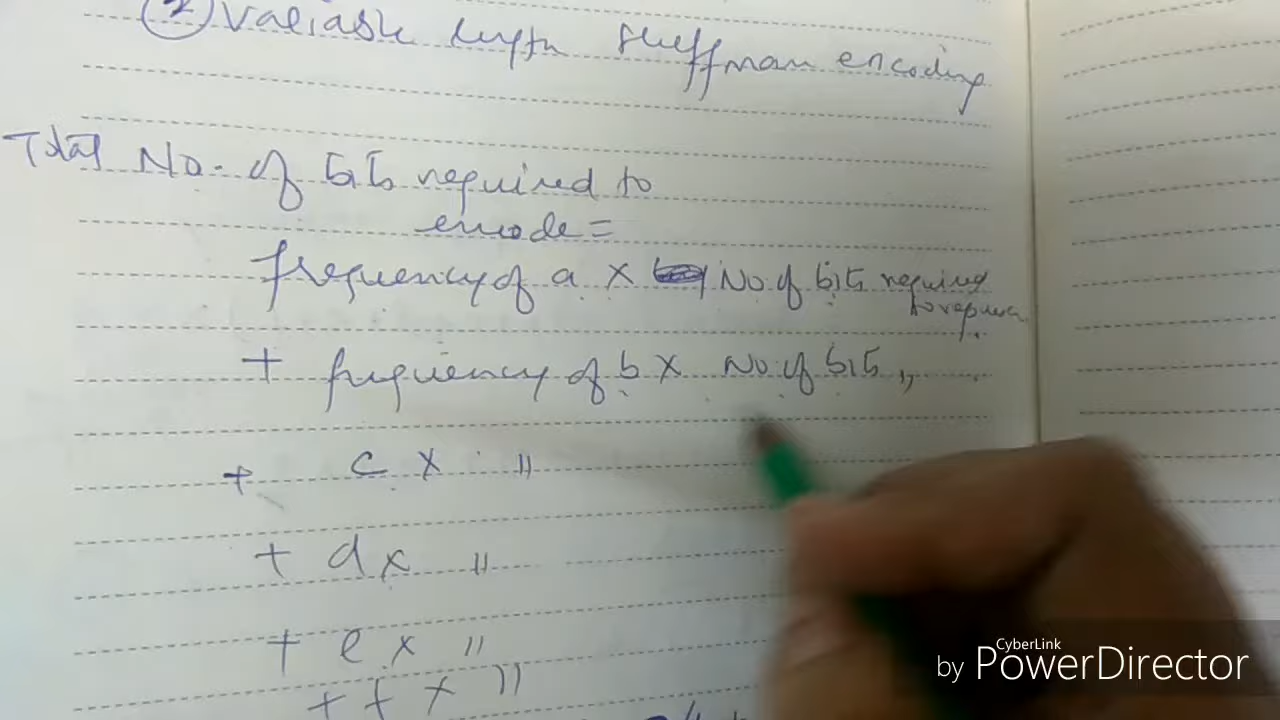 ② Variable length Huffman encoding
Total No. of bits required to
encode =
frequency of a × No of bits required
to represent
+ frequency of b × No of bits ,,
+ c × "
+ d × "
+ e × "
+ f × "
CyberLink
by PowerDirector